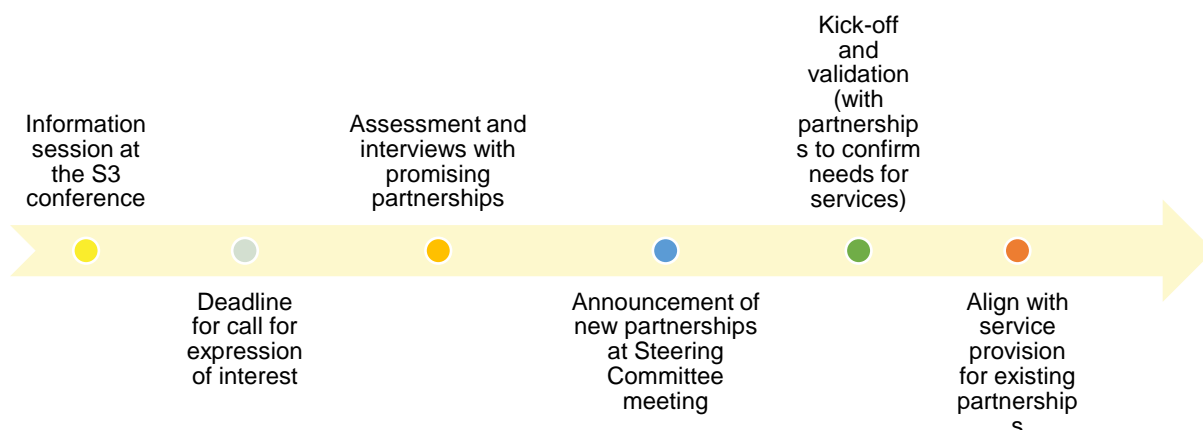 Information
session at
the S3
conference
Deadline
for call for
expression
of interest
Assessment and
interviews with
promising
partnerships
Announcement of
new partnerships
at Steering
Committee
meeting
Kick-off
and
validation
(with
partnership
s to confirm
needs for
services)
Align with
service
provision
for existing
partnership
s